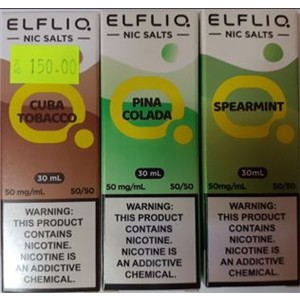 ELFLIQ.
NIC SALTS
150.00
CUBA
TOBACCO
30 mL
50 mg/mL 50/50
WARNING:
THIS PRODUCT
CONTAINS
NICOTINE.
NICOTINE IS
AN ADDICTIVE
CHEMICAL.
ELFLIQ.
NIC SALTS
PINA
COLADA
30 mL
50mg/mL 50/50
WARNING:
THIS PRODUCT
CONTAINS
NICOTINE.
NICOTINE IS
AN ADDICTIVE
CHEMICAL.
ELFLIQ.
NIC SALTS
SPEARMINT
30mL
50mg/mL 50/50
WARNING:
THIS PRODUCT
CONTAINS
NICOTINE.
NICOTINE IS
AN ADDICTIVE
CHEMICAL.